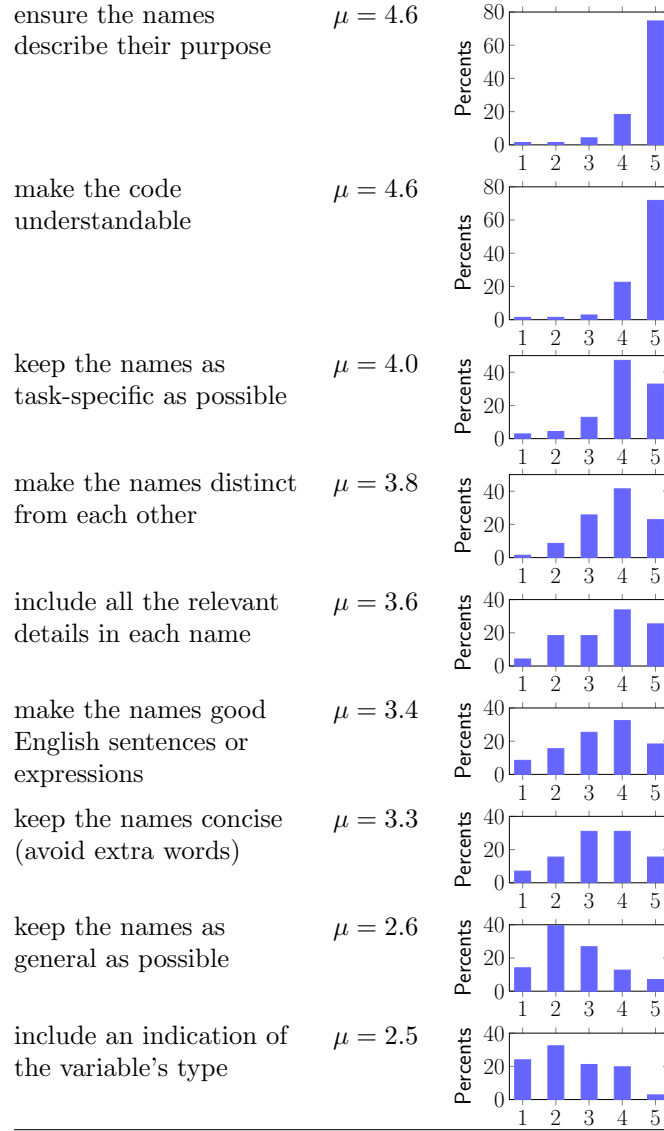 ensure the names
describe their purpose
μ = 4.6
Percents
80
60
40
20
0
1 2 3 4 5
make the code
understandable
μ = 4.6
Percents
80
60
40
20
0
1 2 3 4 5
keep the names as
task-specific as possible
μ = 4.0
Percents
40
20
0
1 2 3 4 5
make the names distinct
from each other
μ = 3.8
Percents
40
20
0
1 2 3 4 5
include all the relevant
details in each name
μ = 3.6
Percents
40
20
0
1 2 3 4 5
make the names good
English sentences or
expressions
μ = 3.4
Percents
40
20
0
1 2 3 4 5
keep the names concise
(avoid extra words)
μ = 3.3
Percents
40
20
0
1 2 3 4 5
keep the names as
general as possible
μ = 2.6
Percents
40
20
0
1 2 3 4 5
include an indication of
the variable's type
μ = 2.5
Percents
40
20
0
1 2 3 4 5